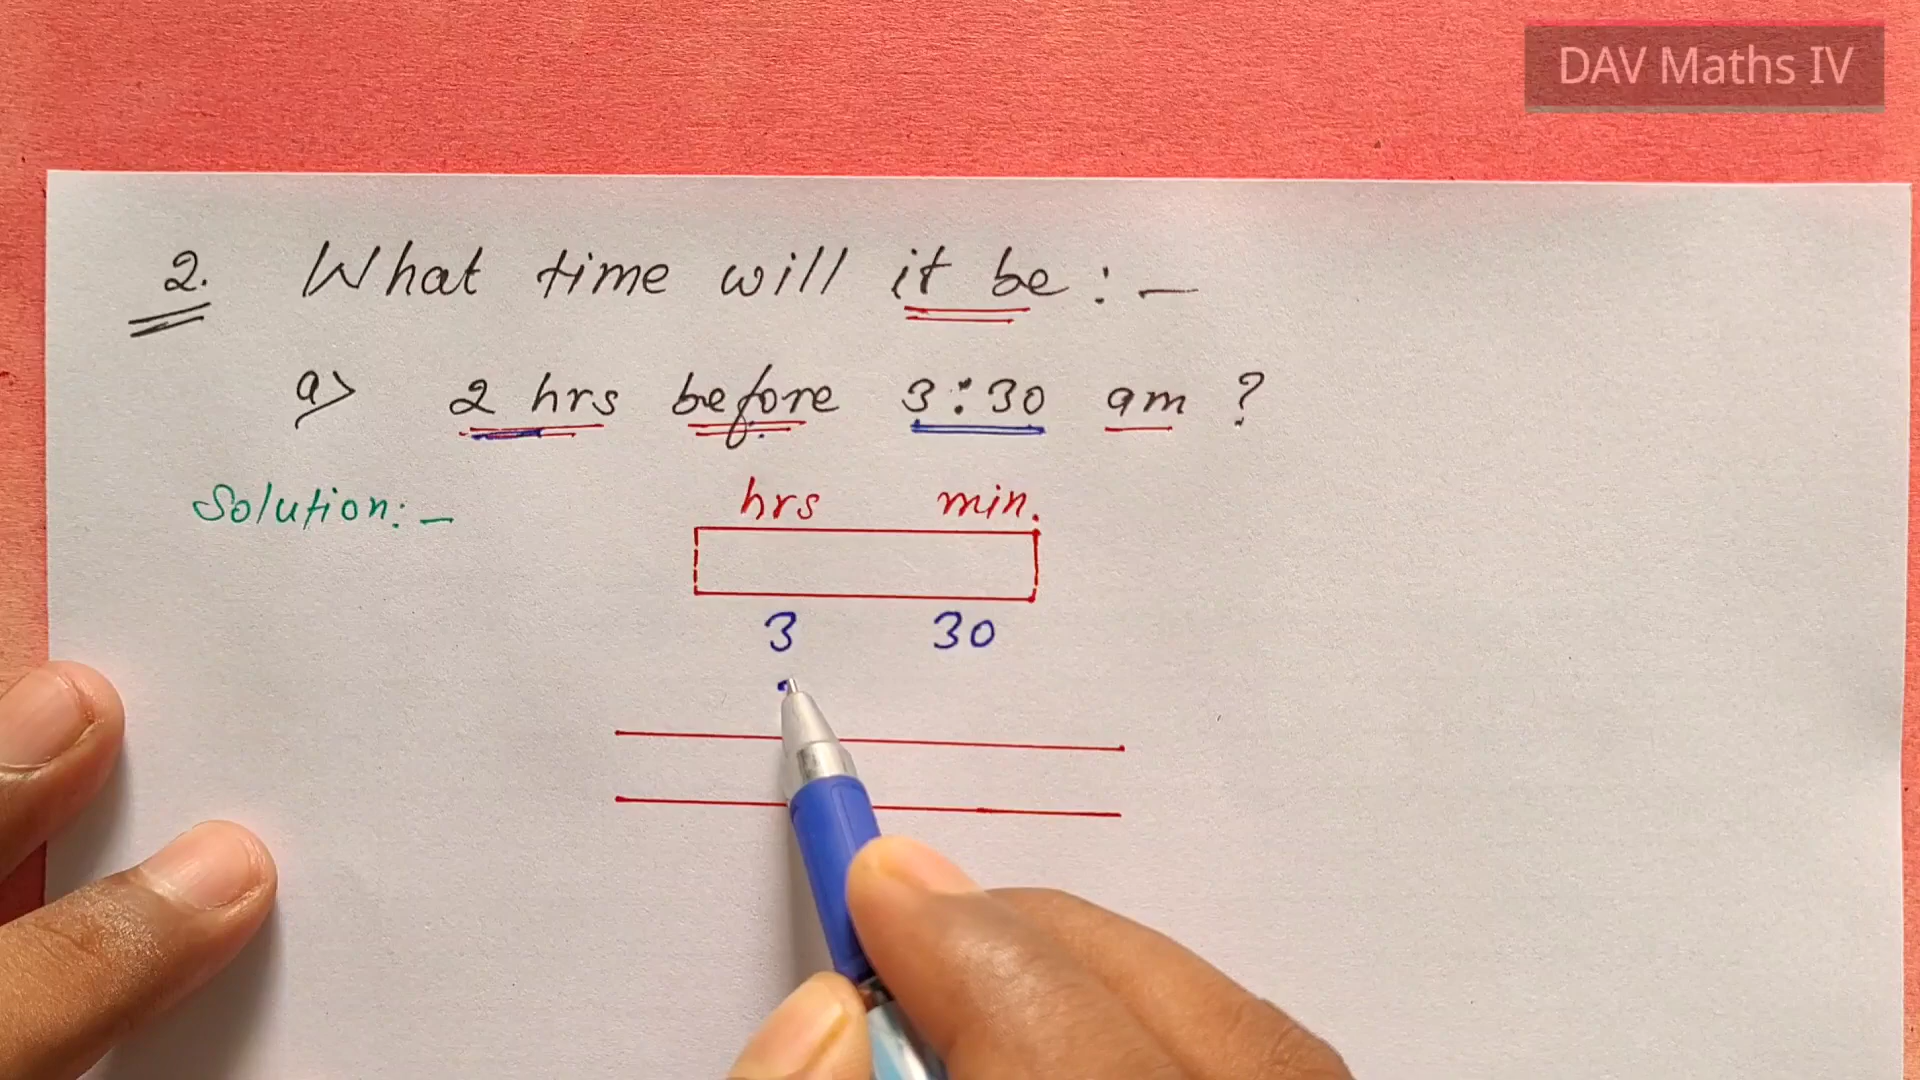 DAV Maths IV
2. What time will it be : -
a) 2 hrs before 3:30 am ?
Solution: -
hrs min.
3 30